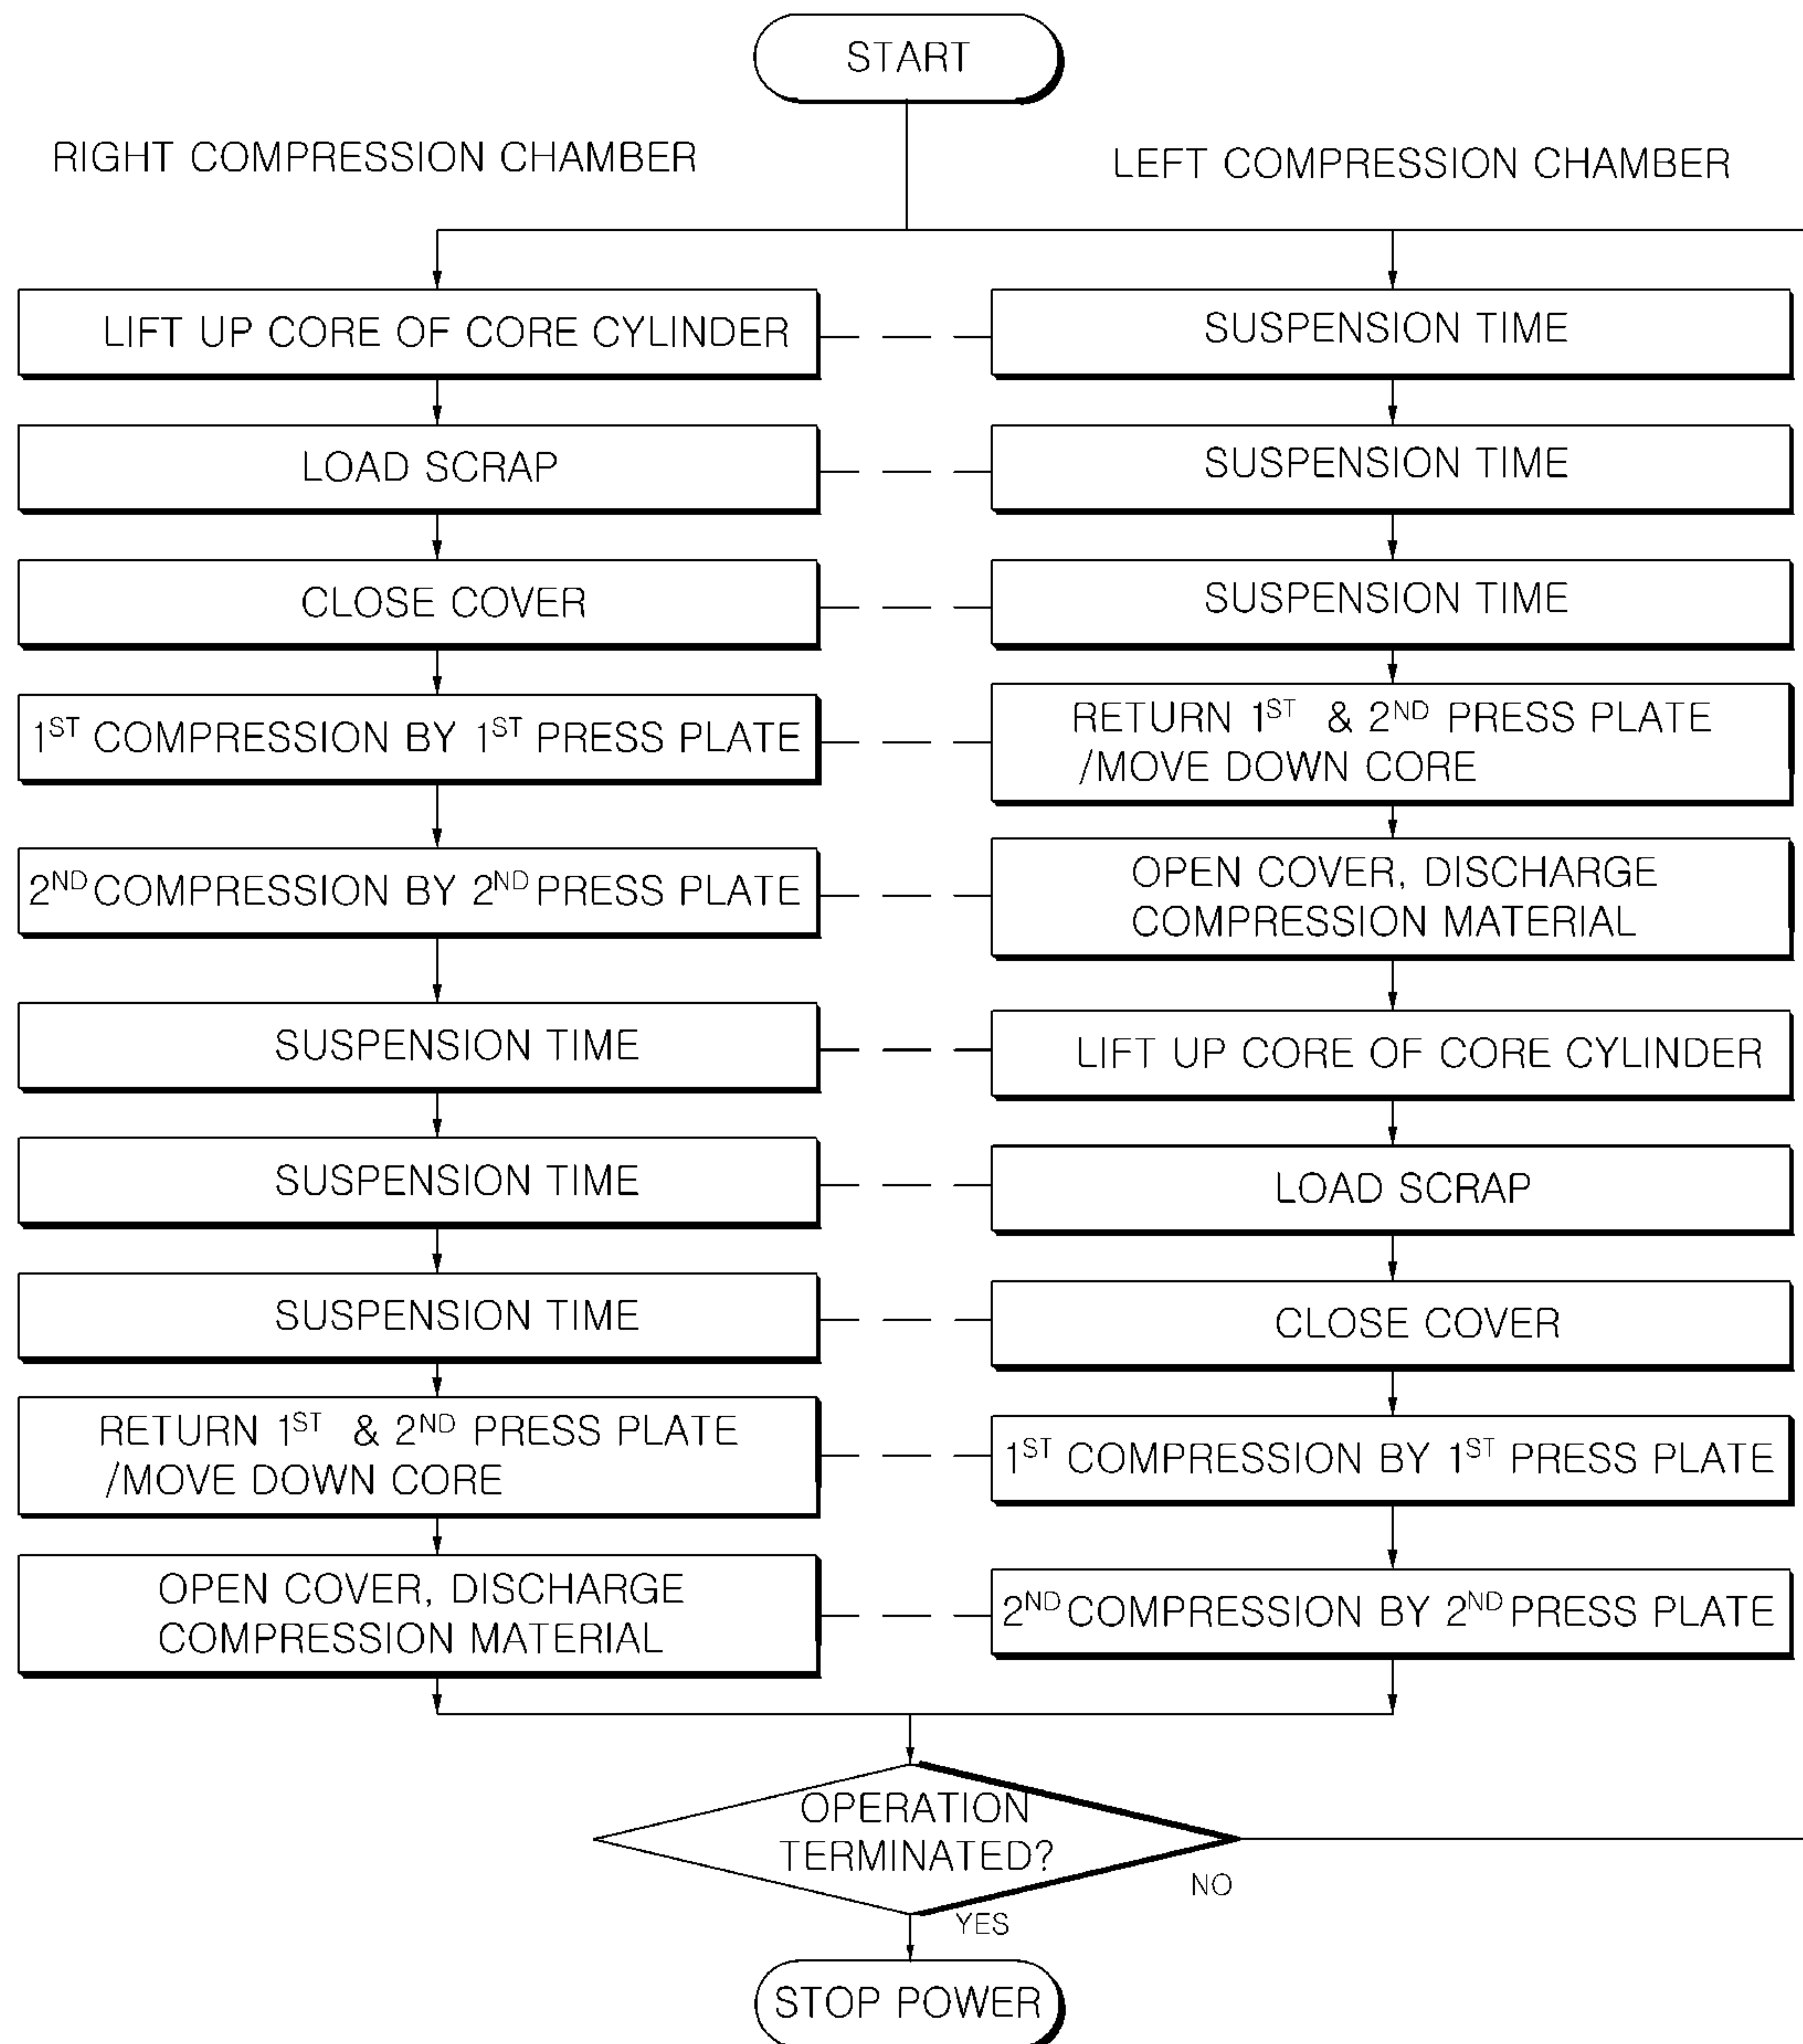 START
RIGHT COMPRESSION CHAMBER
LEFT COMPRESSION CHAMBER
LIFT UP CORE OF CORE CYLINDER
SUSPENSION TIME
LOAD SCRAP
SUSPENSION TIME
CLOSE COVER
SUSPENSION TIME
1ST COMPRESSION BY 1ST PRESS PLATE
RETURN 1ST & 2ND PRESS PLATE
/MOVE DOWN CORE
2ND COMPRESSION BY 2ND PRESS PLATE
OPEN COVER, DISCHARGE
COMPRESSION MATERIAL
SUSPENSION TIME
LIFT UP CORE OF CORE CYLINDER
SUSPENSION TIME
LOAD SCRAP
SUSPENSION TIME
CLOSE COVER
RETURN 1ST & 2ND PRESS PLATE
/MOVE DOWN CORE
1ST COMPRESSION BY 1ST PRESS PLATE
OPEN COVER, DISCHARGE
COMPRESSION MATERIAL
2ND COMPRESSION BY 2ND PRESS PLATE
OPERATION
TERMINATED?
NO
YES
STOP POWER